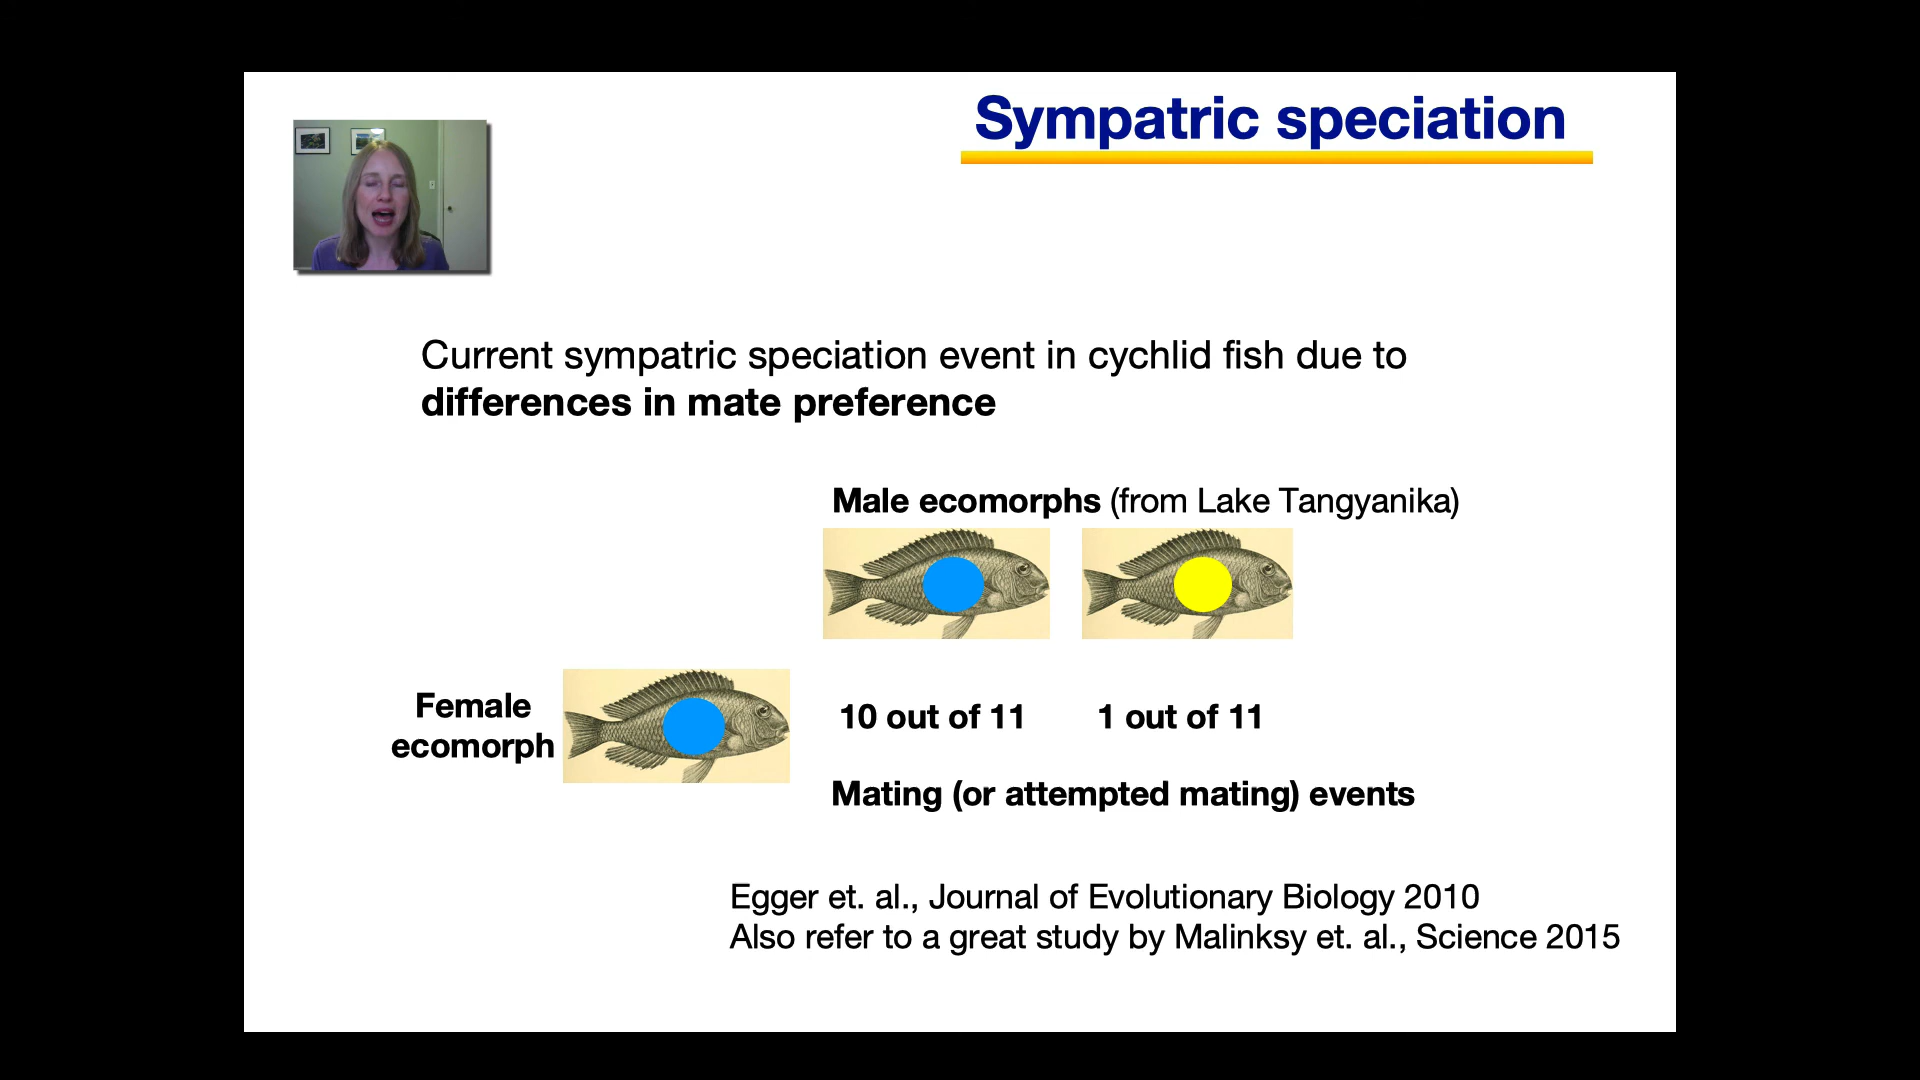 Sympatric speciation
Current sympatric speciation event in cychlid fish due to
differences in mate preference
Male ecomorphs (from Lake Tangyanika)
Female
ecomorph
10 out of 11
1 out of 11
Mating (or attempted mating) events
Egger et. al., Journal of Evolutionary Biology 2010
Also refer to a great study by Malinksy et. al., Science 2015